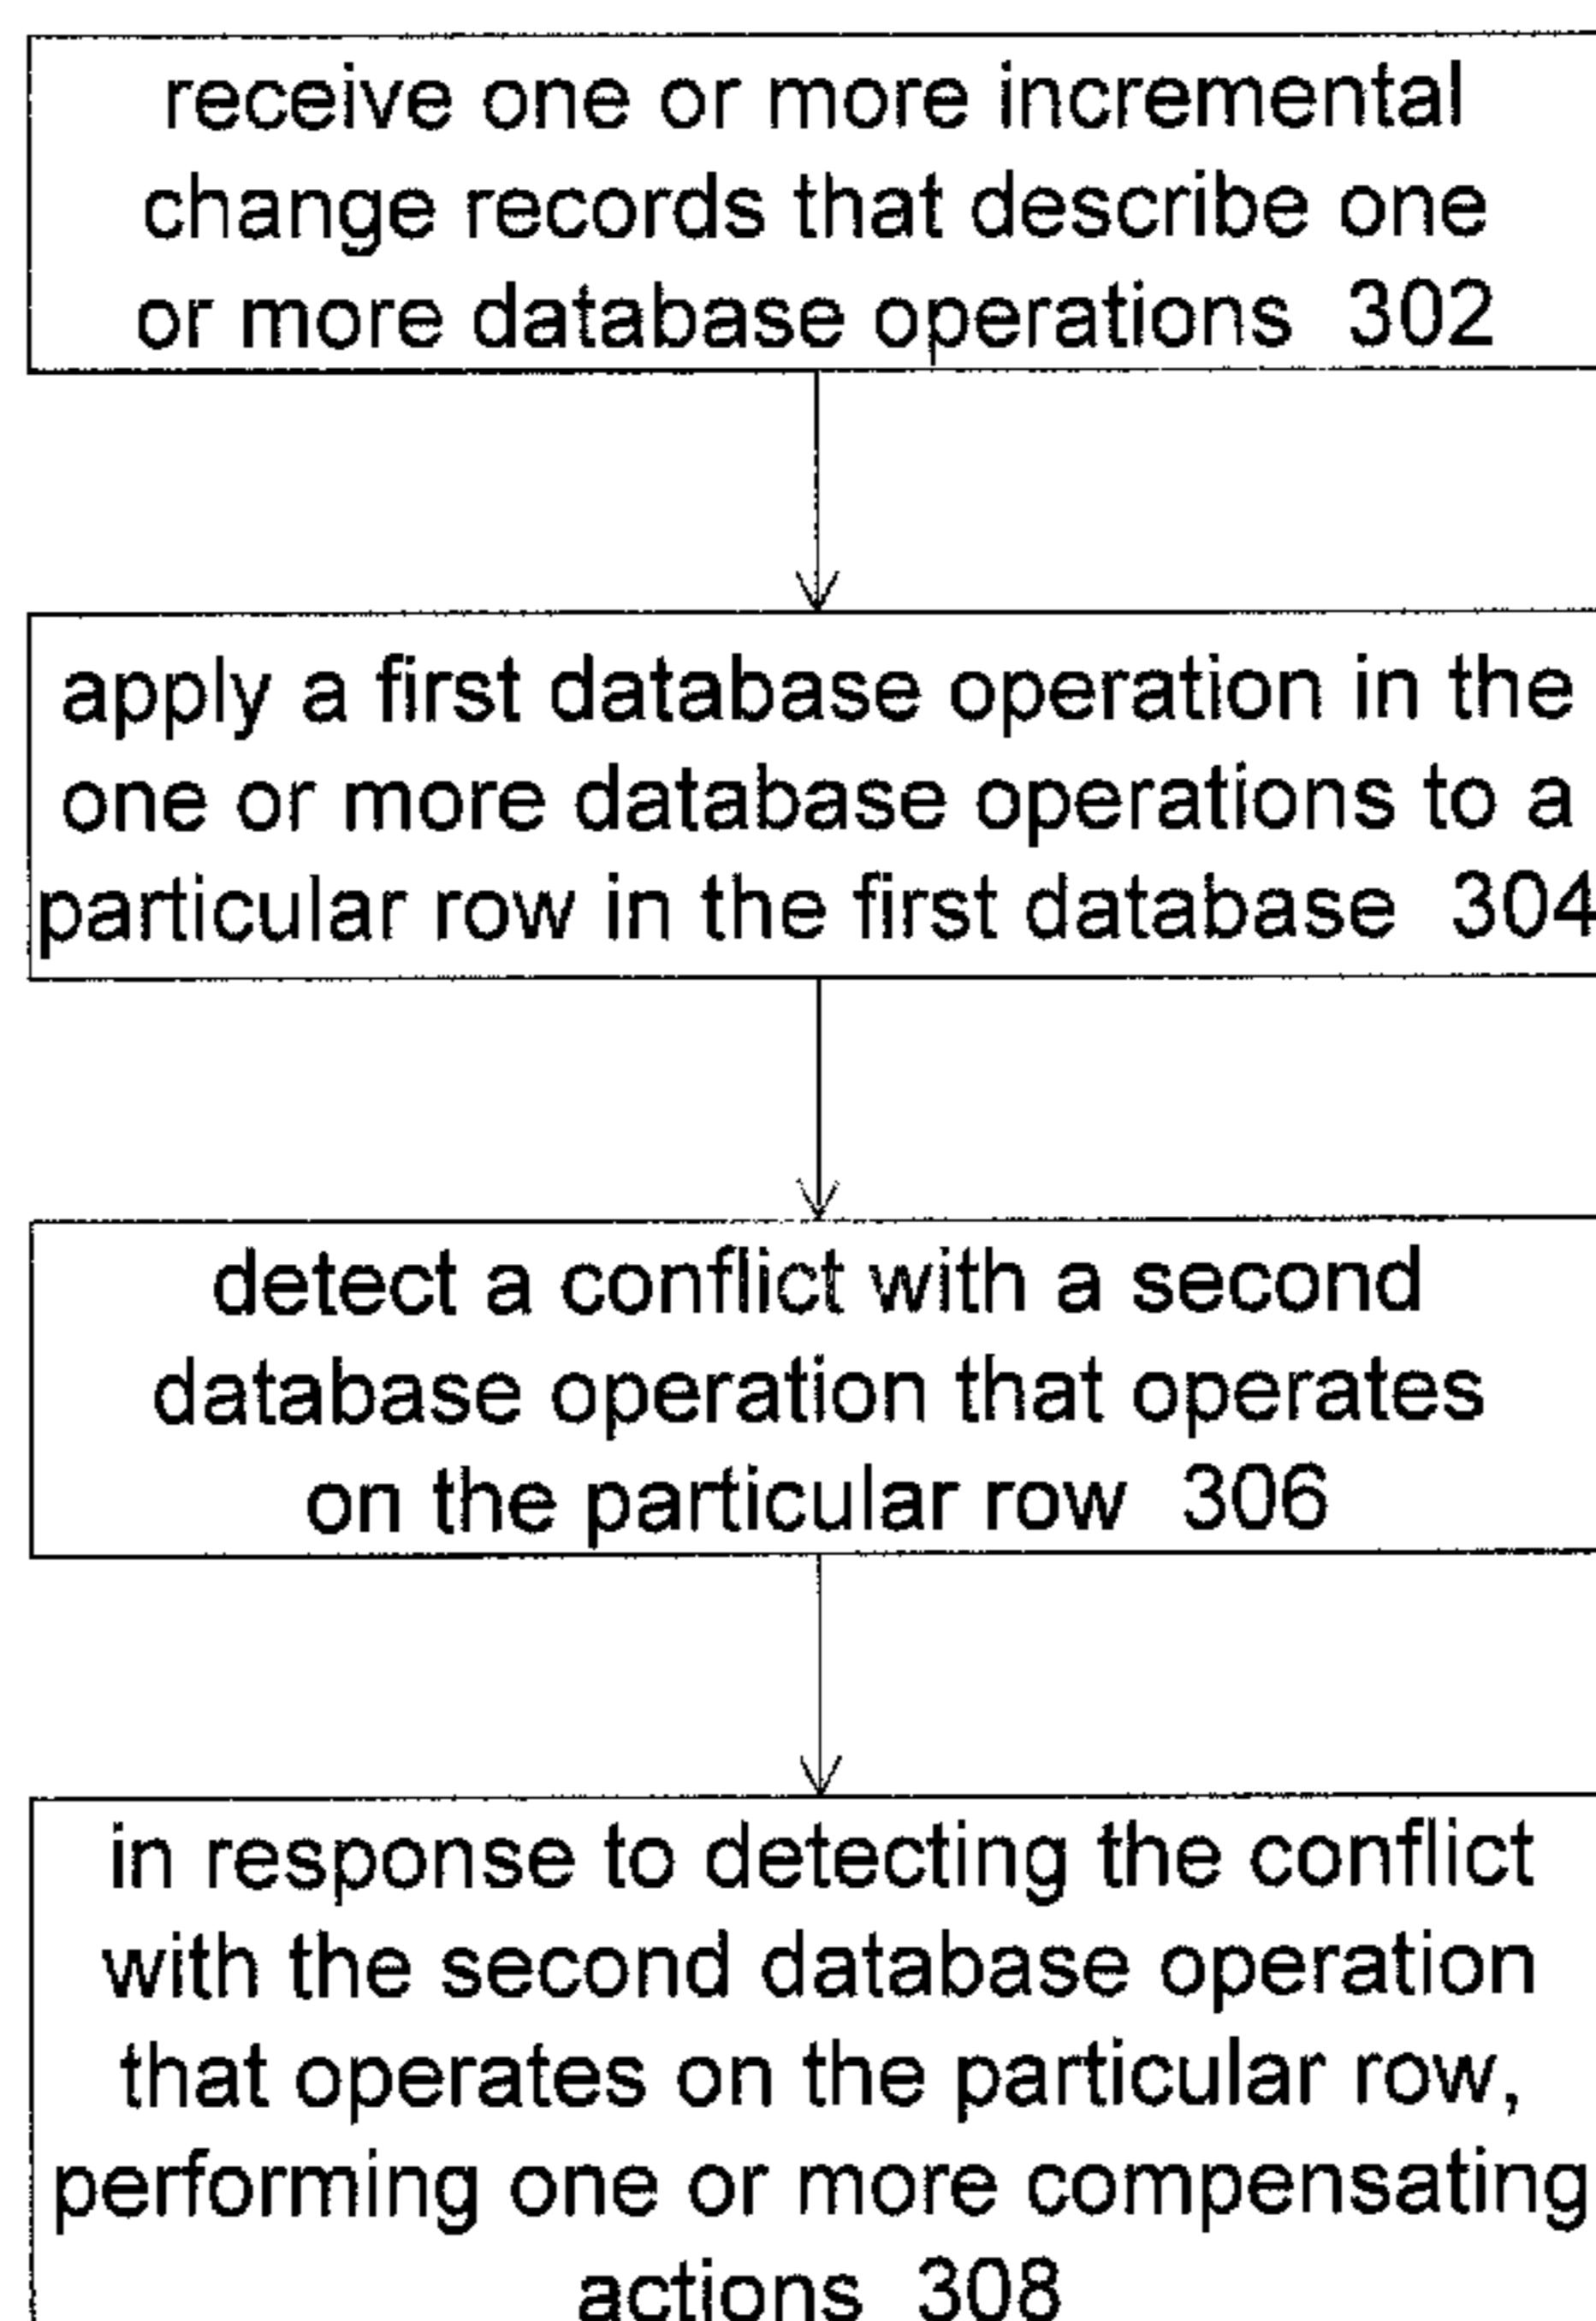 receive one or more incremental
change records that describe one
or more database operations 302
apply a first database operation in the
one or more database operations to a
particular row in the first database 304
detect a conflict with a second
database operation that operates
on the particular row 306
in response to detecting the conflict
with the second database operation
that operates on the particular row,
performing one or more compensating
actions 308